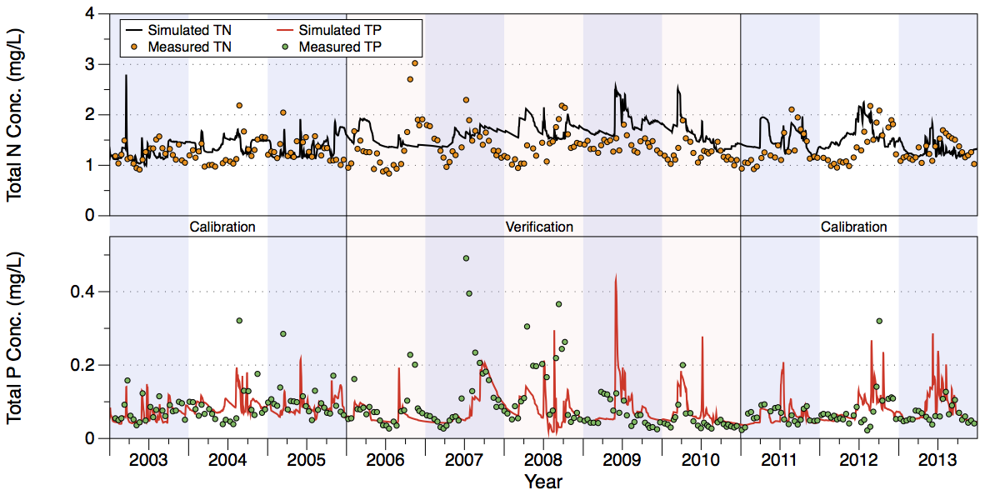 Total N Conc. (mg/L)
4
3
2
1
0
Simulated TN
Simulated TP
Measured TN
Measured TP
Calibration
Verification
Calibration
Total P Conc. (mg/L)
0.4
0.2
0
2003 2004 2005 2006 2007 2008 2009 2010 2011 2012 2013
Year